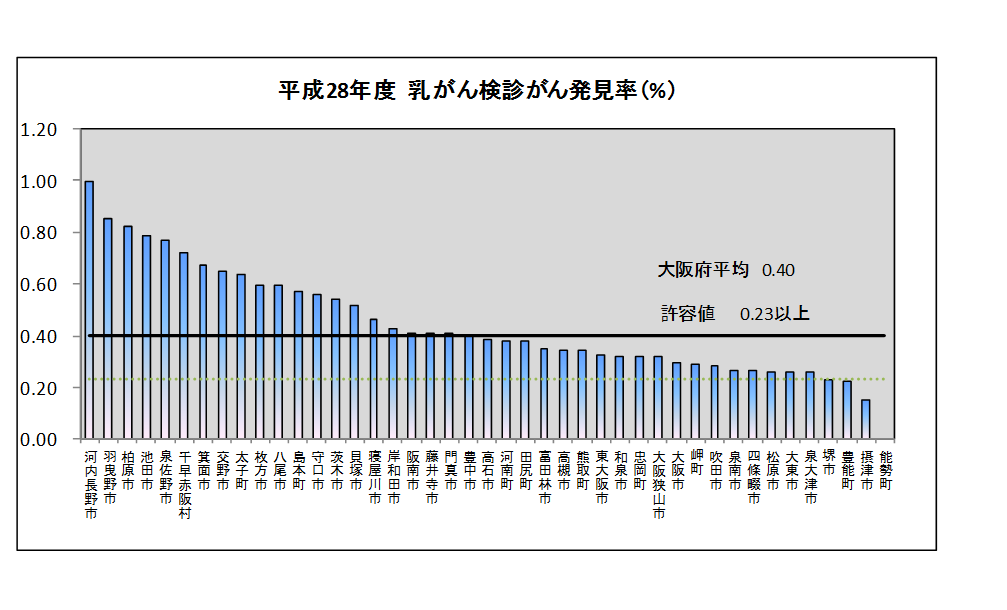 平成28年度 乳がん検診がん発見率(%)
1.20
1.00
0.80
0.60
0.40
0.20
0.00
大阪府平均 0.40
許容値 0.23以上
河内長野市
羽曳野市
柏原市
池田市
泉佐野市
千早赤阪村
箕面市
交野市
太子町
枚方市
八尾市
島本町
守口市
茨木市
貝塚市
寝屋川市
岸和田市
阪南市
藤井寺市
門真市
豊中市
高石市
河南町
田尻町
富田林市
高槻市
熊取町
東大阪市
和泉市
忠岡町
大阪狭山市
大阪市
岬町
吹田市
泉南市
四條畷市
松原市
大東市
泉大津市
堺市
豊能町
摂津市
能勢町